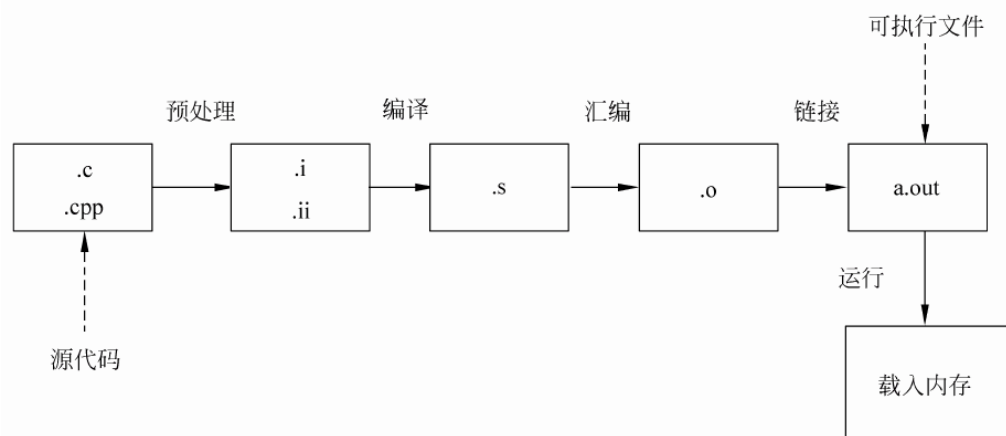 可执行文件
预处理
编译
汇编
链接
.c
.cpp
.i
.ii
.s
.o
a.out
运行
源代码
载入内存